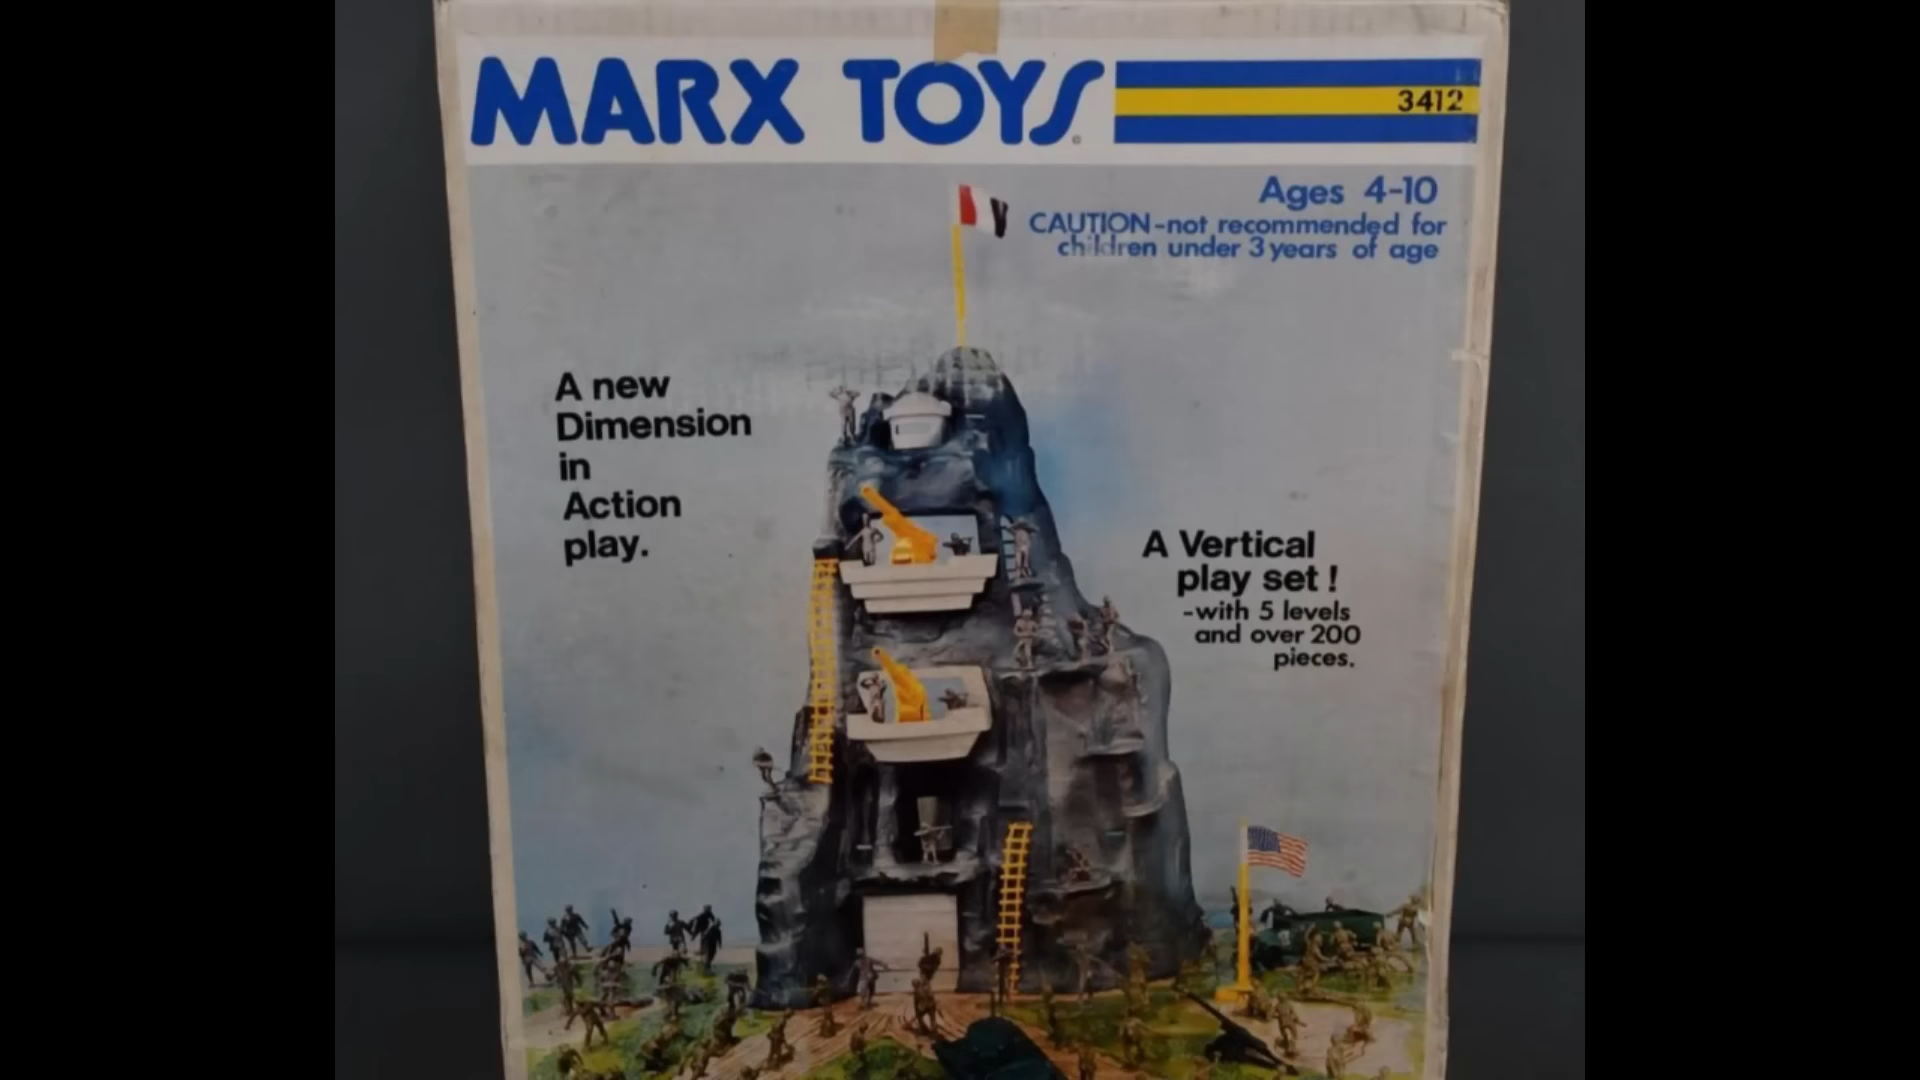 MARX TOYS
3412
Ages 4-10
CAUTION-not recommended for
children under 3 years of age
A new
Dimension
in
Action
play.
A Vertical
play set!
-with 5 levels
and over 200
pieces.